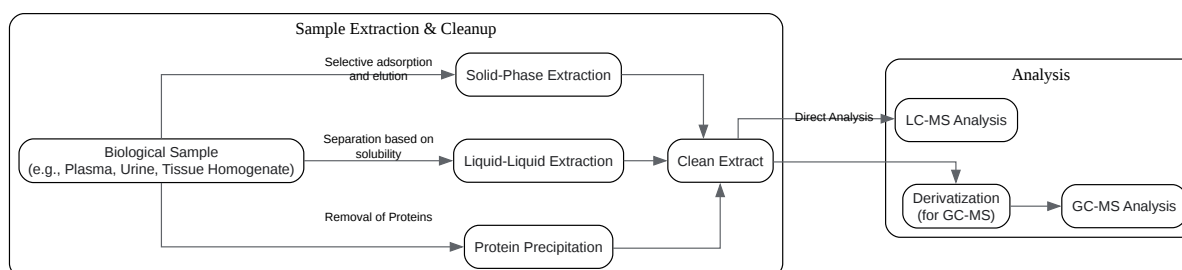 Sample Extraction & Cleanup
Selective adsorption
and elution
Solid-Phase Extraction
Biological Sample
(e.g., Plasma, Urine, Tissue Homogenate)
Separation based on
solubility
Liquid-Liquid Extraction
Clean Extract
Removal of Proteins
Protein Precipitation
Analysis
Direct Analysis
LC-MS Analysis
Derivatization
(for GC-MS)
GC-MS Analysis